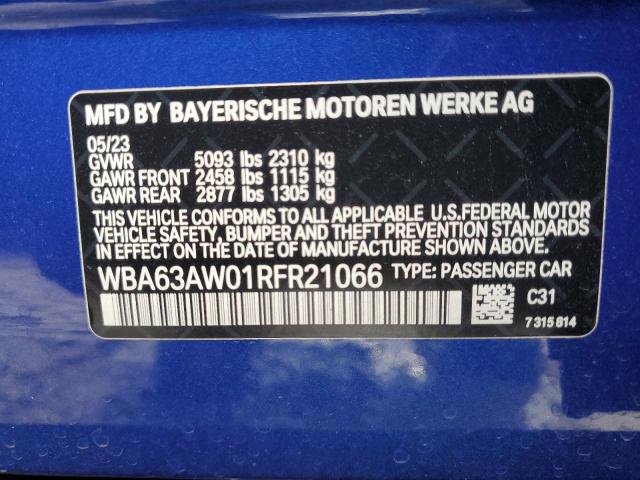 MFD BY BAYERISCHE MOTOREN WERKE AG
05/23
GVWR 5093 lbs 2310 kg
GAWR FRONT 2458 lbs 1115 kg
GAWR REAR 2877 lbs 1305 kg
THIS VEHICLE CONFORMS TO ALL APPLICABLE U.S.FEDERAL MOTOR
VEHICLE SAFETY, BUMPER AND THEFT PREVENTION
STANDARDS IN EFFECT ON THE DATE OF MANUFACTURE SHOWN ABOVE.
WBA63AW01RFR21066 TYPE: PASSENGER CAR
C31
7 315 814